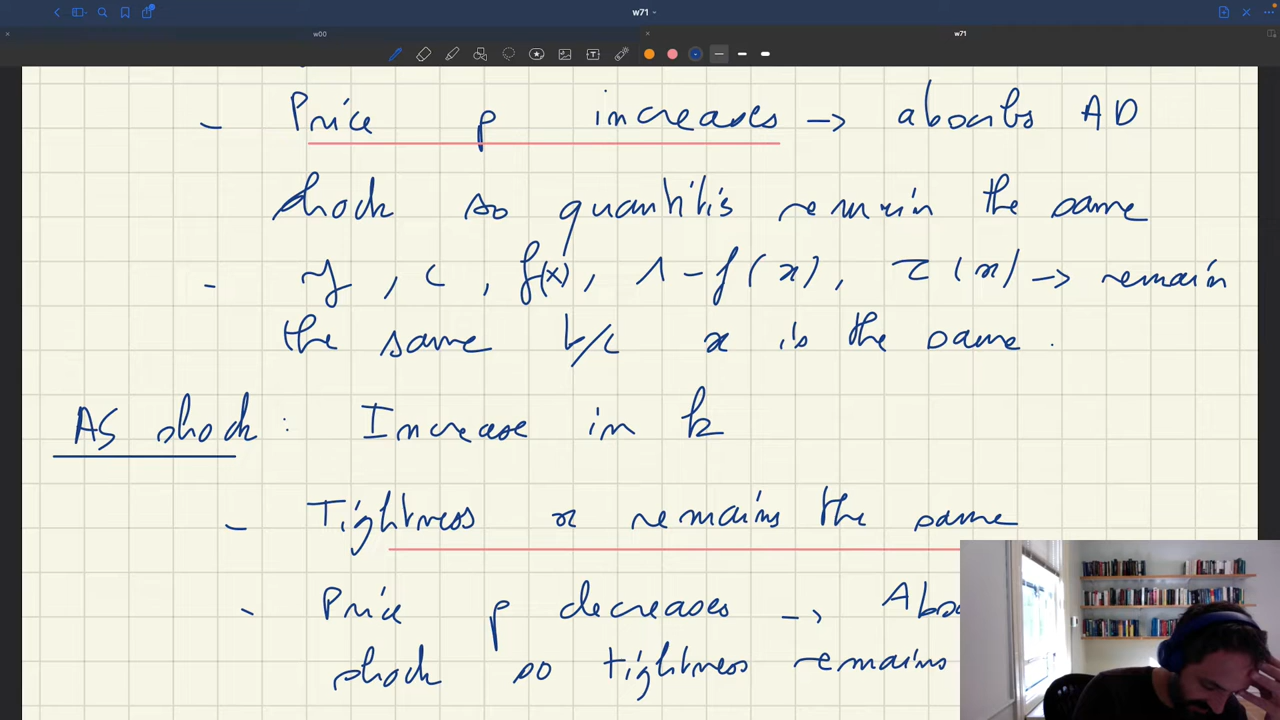 w71
w00
w71
- Price p increases -> absorbs AD
shock so quantities remain the same
- y, c, f(x), 1 - f(x), τ(x) -> remain
the same b/c x is the same.
AS shock: Increase in k
- Tightness x remains the same
- Price p decreases ->
shock so tightness remains